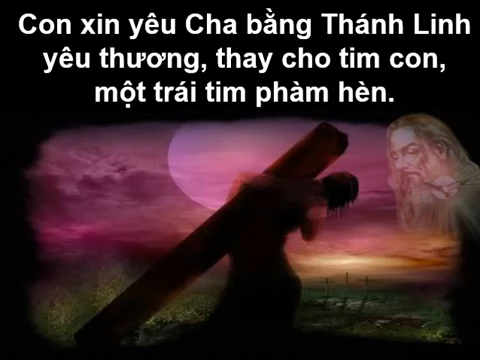 Con xin yêu Cha bằng Thánh Linh
yêu thương, thay cho tim con,
một trái tim phàm hèn.